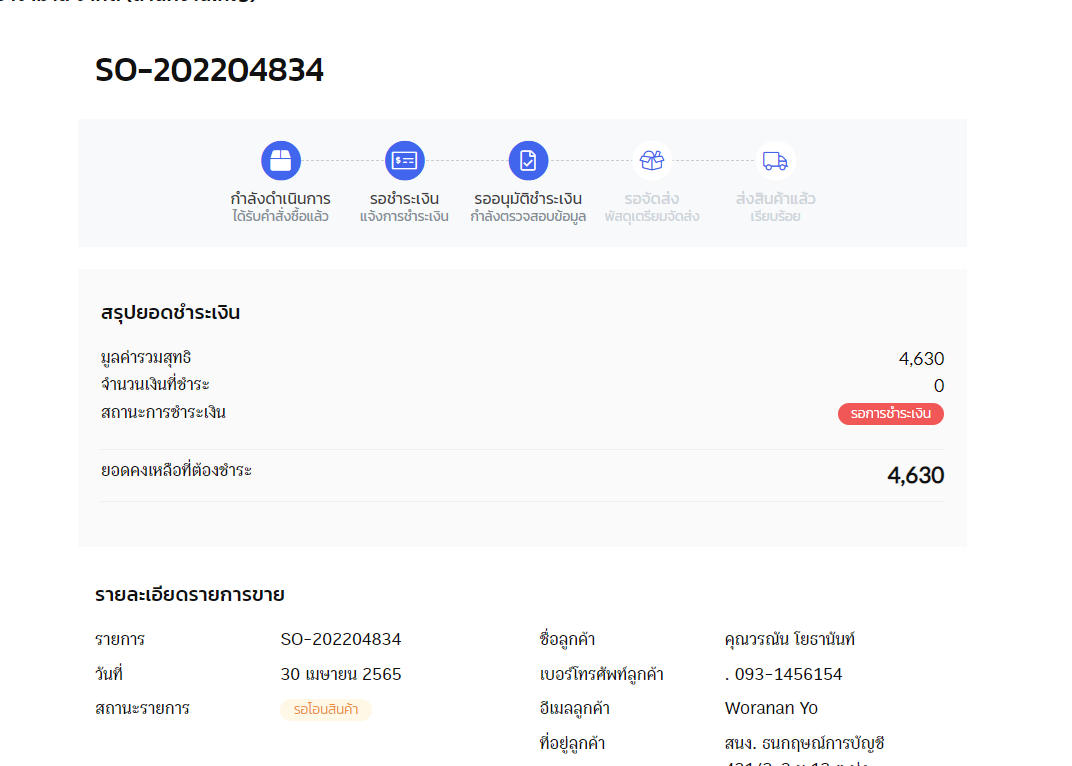 SO-202204834
กำลังดำเนินการ รอชำระเงิน รออนุมัติชำระเงิน รอจัดส่ง ส่งสินค้าแล้ว
ได้รับคำสั่งซื้อแล้ว แจ้งการชำระเงิน กำลังตรวจสอบข้อมูล พัสดุเตรียมจัดส่ง เรียบร้อย
สรุปยอดชำระเงิน
มูลค่ารวมสุทธิ 4,630
จำนวนเงินที่ชำระ 0
สถานะการชำระเงิน รอการชำระเงิน
ยอดคงเหลือที่ต้องชำระ 4,630
รายละเอียดรายการขาย
รายการ SO-202204834 ชื่อลูกค้า คุณวรณัน โยธานันท์
วันที่ 30 เมษายน 2565 เบอร์โทรศัพท์ลูกค้า . 093-1456154
สถานะรายการ รอโอนสินค้า อีเมลลูกค้า Woranan Yo
ที่อยู่ลูกค้า สนง. ธนกฤษณ์การบัญชี